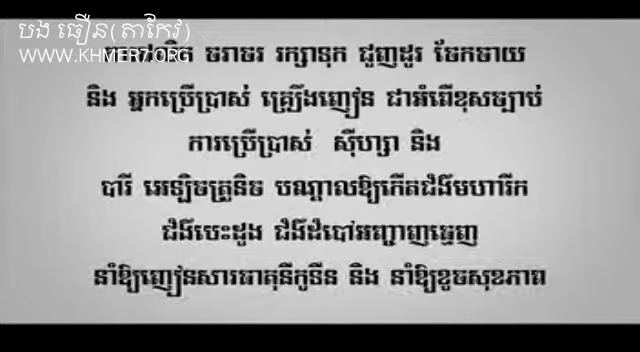 បង ធឿន(តាកែវ)
WWW.KHMER7.ORG
ចរាចរ រក្សាទុក ជួញដូរ ចែកចាយ
និង អ្នកប្រើប្រាស់ គ្រឿងញៀន ជាអំពើខុសច្បាប់
ការប្រើប្រាស់ ស៊ីហ្សា និង
បារី អេឡិចត្រូនិច បណ្ដាលឱ្យកើតជំងឺមហារីក
ជំងឺបេះដូង ជំងឺដំបៅអញ្ចាញធ្មេញ
នាំឱ្យញៀនសារធាតុនីកូទីន និង នាំឱ្យខូចសុខភាព